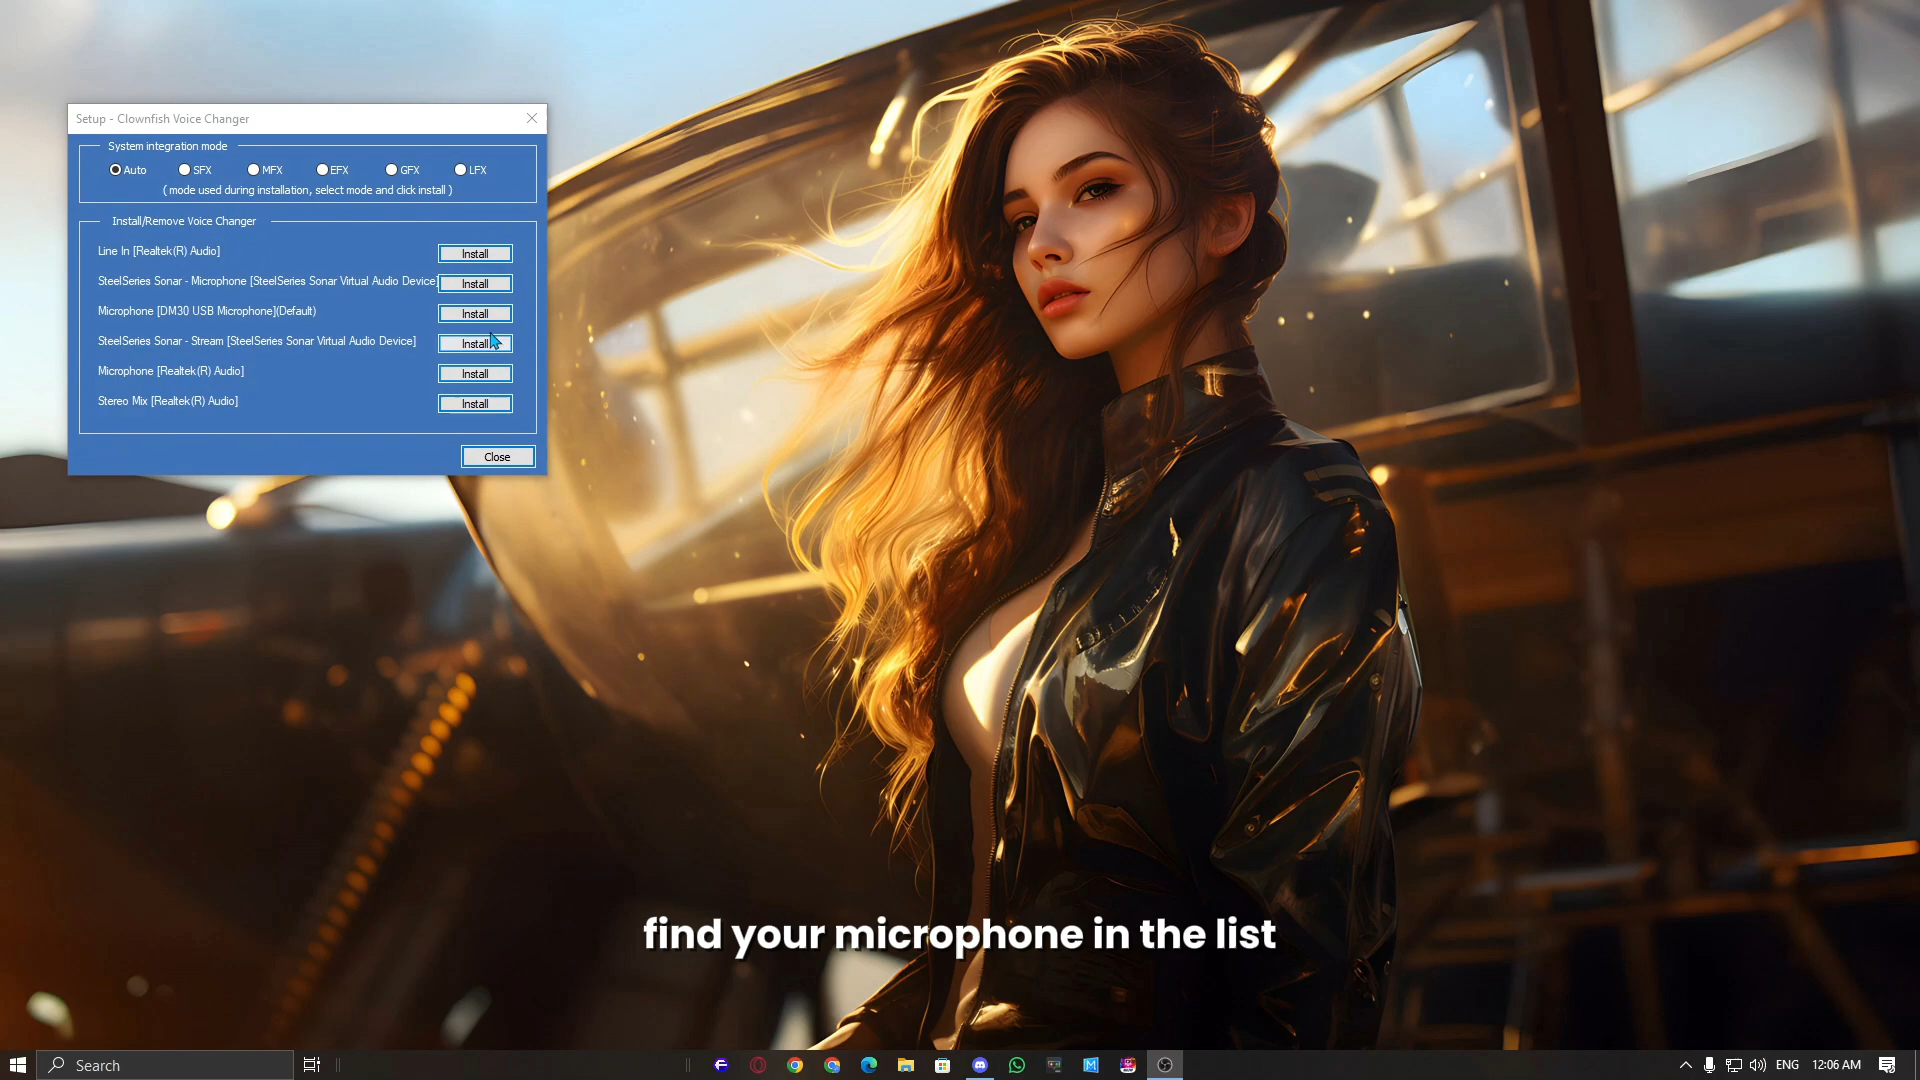 Setup - Clownfish Voice Changer
System integration mode
Auto SFX MFX EFX GFX LFX
( mode used during installation, select mode and click install )
Install/Remove Voice Changer
Line In [Realtek(R) Audio] Install
SteelSeries Sonar - Microphone [SteelSeries Sonar Virtual Audio Device] Install
Microphone [DM30 USB Microphone](Default) Install
SteelSeries Sonar - Stream [SteelSeries Sonar Virtual Audio Device] Install
Microphone [Realtek(R) Audio] Install
Stereo Mix [Realtek(R) Audio] Install
Close
find your microphone in the list
Search ENG 12:06 AM